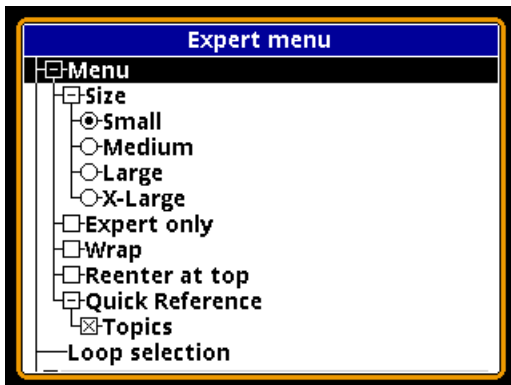 Expert menu
Menu
Size
Small
Medium
Large
X-Large
Expert only
Wrap
Reenter at top
Quick Reference
Topics
Loop selection